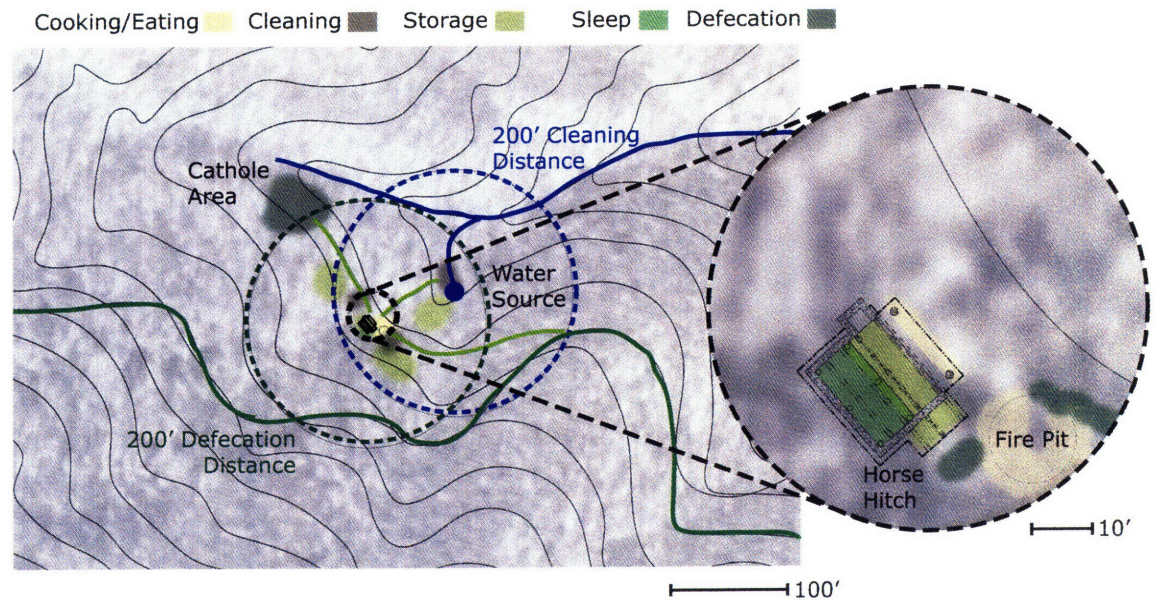 Cooking/Eating Cleaning Storage Sleep Defecation
200' Cleaning
Distance
Cathole
Area
Water
Source
200' Defecation
Distance
Fire Pit
Horse
Hitch
10'
100'